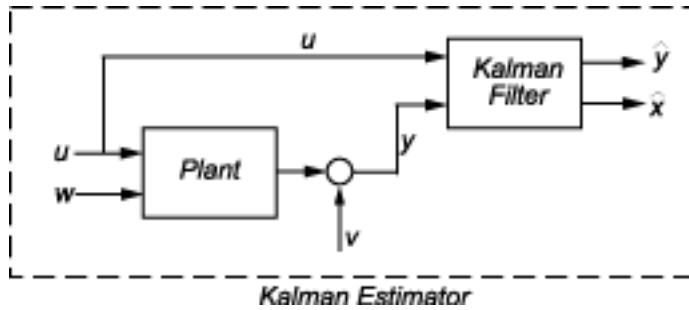 u
Kalman
Filter
ŷ
x̂
u
Plant
y
w
v
Kalman Estimator